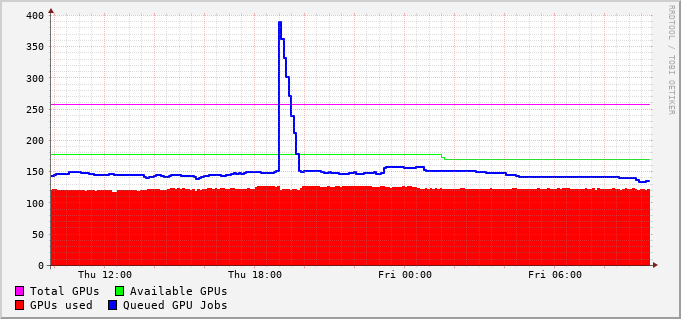 400
350
300
250
200
150
100
50
0
Thu 12:00 Thu 18:00 Fri 00:00 Fri 06:00
Total GPUs Available GPUs
GPUs used Queued GPU Jobs
RRDTOOL / TOBI OETIKER